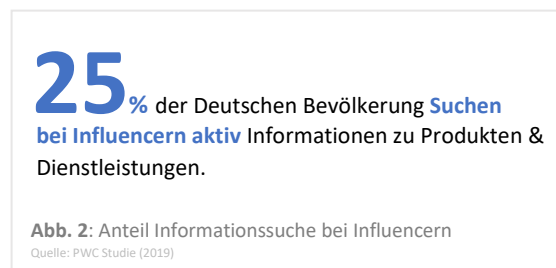 25% der Deutschen Bevölkerung Suchen
bei Influencern aktiv Informationen zu Produkten &
Dienstleistungen.
Abb. 2: Anteil Informationssuche bei Influencern
Quelle: PWC Studie (2019)